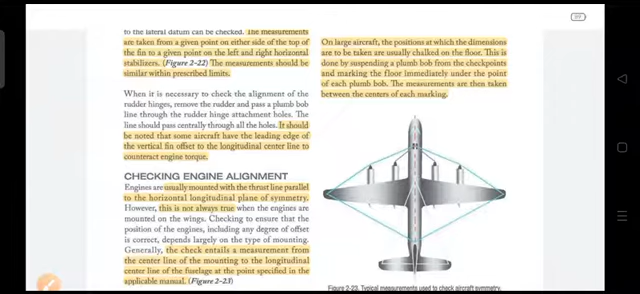 to the lateral datum can be checked. The measurements
are taken from a given point on either side of the top of
the fin to a given point on the left and right horizontal
stabilizers. (Figure 2-22) The measurements should be
similar within prescribed limits.
When it is necessary to check the alignment of the
rudder hinges, remove the rudder and pass a plumb bob
line through the rudder hinge attachment holes. The
line should pass centrally through all the holes. It should
be noted that some aircraft have the leading edge of
the vertical fin offset to the longitudinal center line to
counteract engine torque.
CHECKING ENGINE ALIGNMENT
Engines are usually mounted with the thrust line parallel
to the horizontal longitudinal plane of symmetry.
However, this is not always true when the engines are
mounted on the wings. Checking to ensure that the
position of the engines, including any degree of offset
is correct, depends largely on the type of mounting.
Generally, the check entails a measurement from the
center line of the mounting to the longitudinal
center line of the fuselage at the point specified in the
applicable manual. (Figure 2-23)
On large aircraft, the positions at which the dimensions
are to be taken are usually chalked on the floor. This is
done by suspending a plumb bob from the checkpoints
and marking the floor immediately under the point
of each plumb bob. The measurements are then taken
between the centers of each marking.
Figure 2-23. Typical measurements used to check aircraft symmetry.